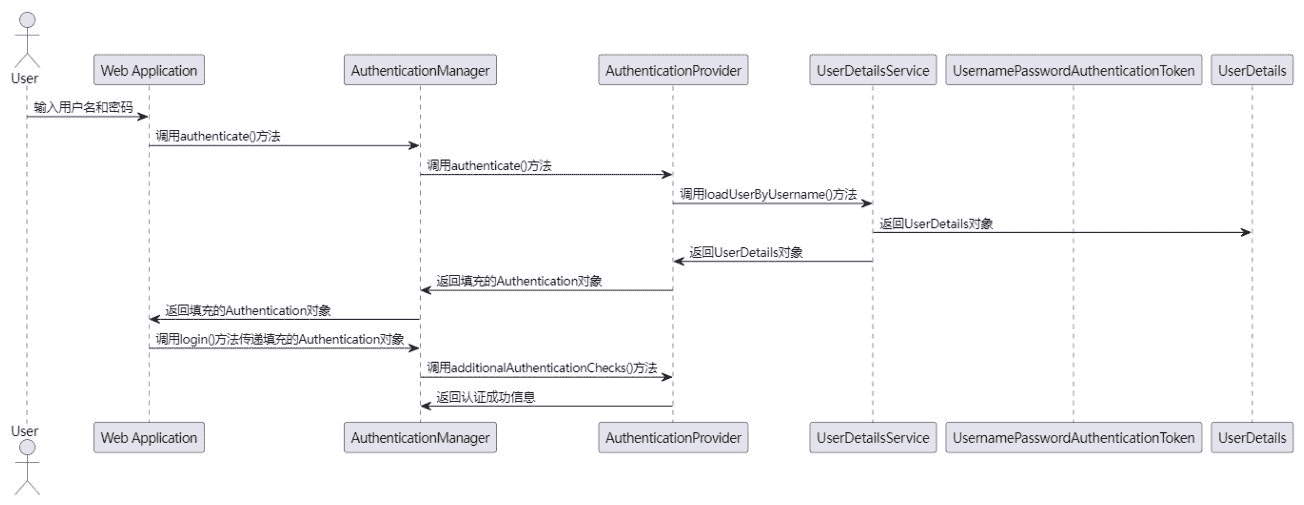 User
Web Application
AuthenticationManager
AuthenticationProvider
UserDetailsService
UsernamePasswordAuthenticationToken
UserDetails
输入用户名和密码
调用authenticate()方法
调用authenticate()方法
调用loadUserByUsername()方法
返回UserDetails对象
返回UserDetails对象
返回填充的Authentication对象
返回填充的Authentication对象
调用login()方法传递填充的Authentication对象
调用additionalAuthenticationChecks()方法
返回认证成功信息
User
Web Application
AuthenticationManager
AuthenticationProvider
UserDetailsService
UsernamePasswordAuthenticationToken
UserDetails